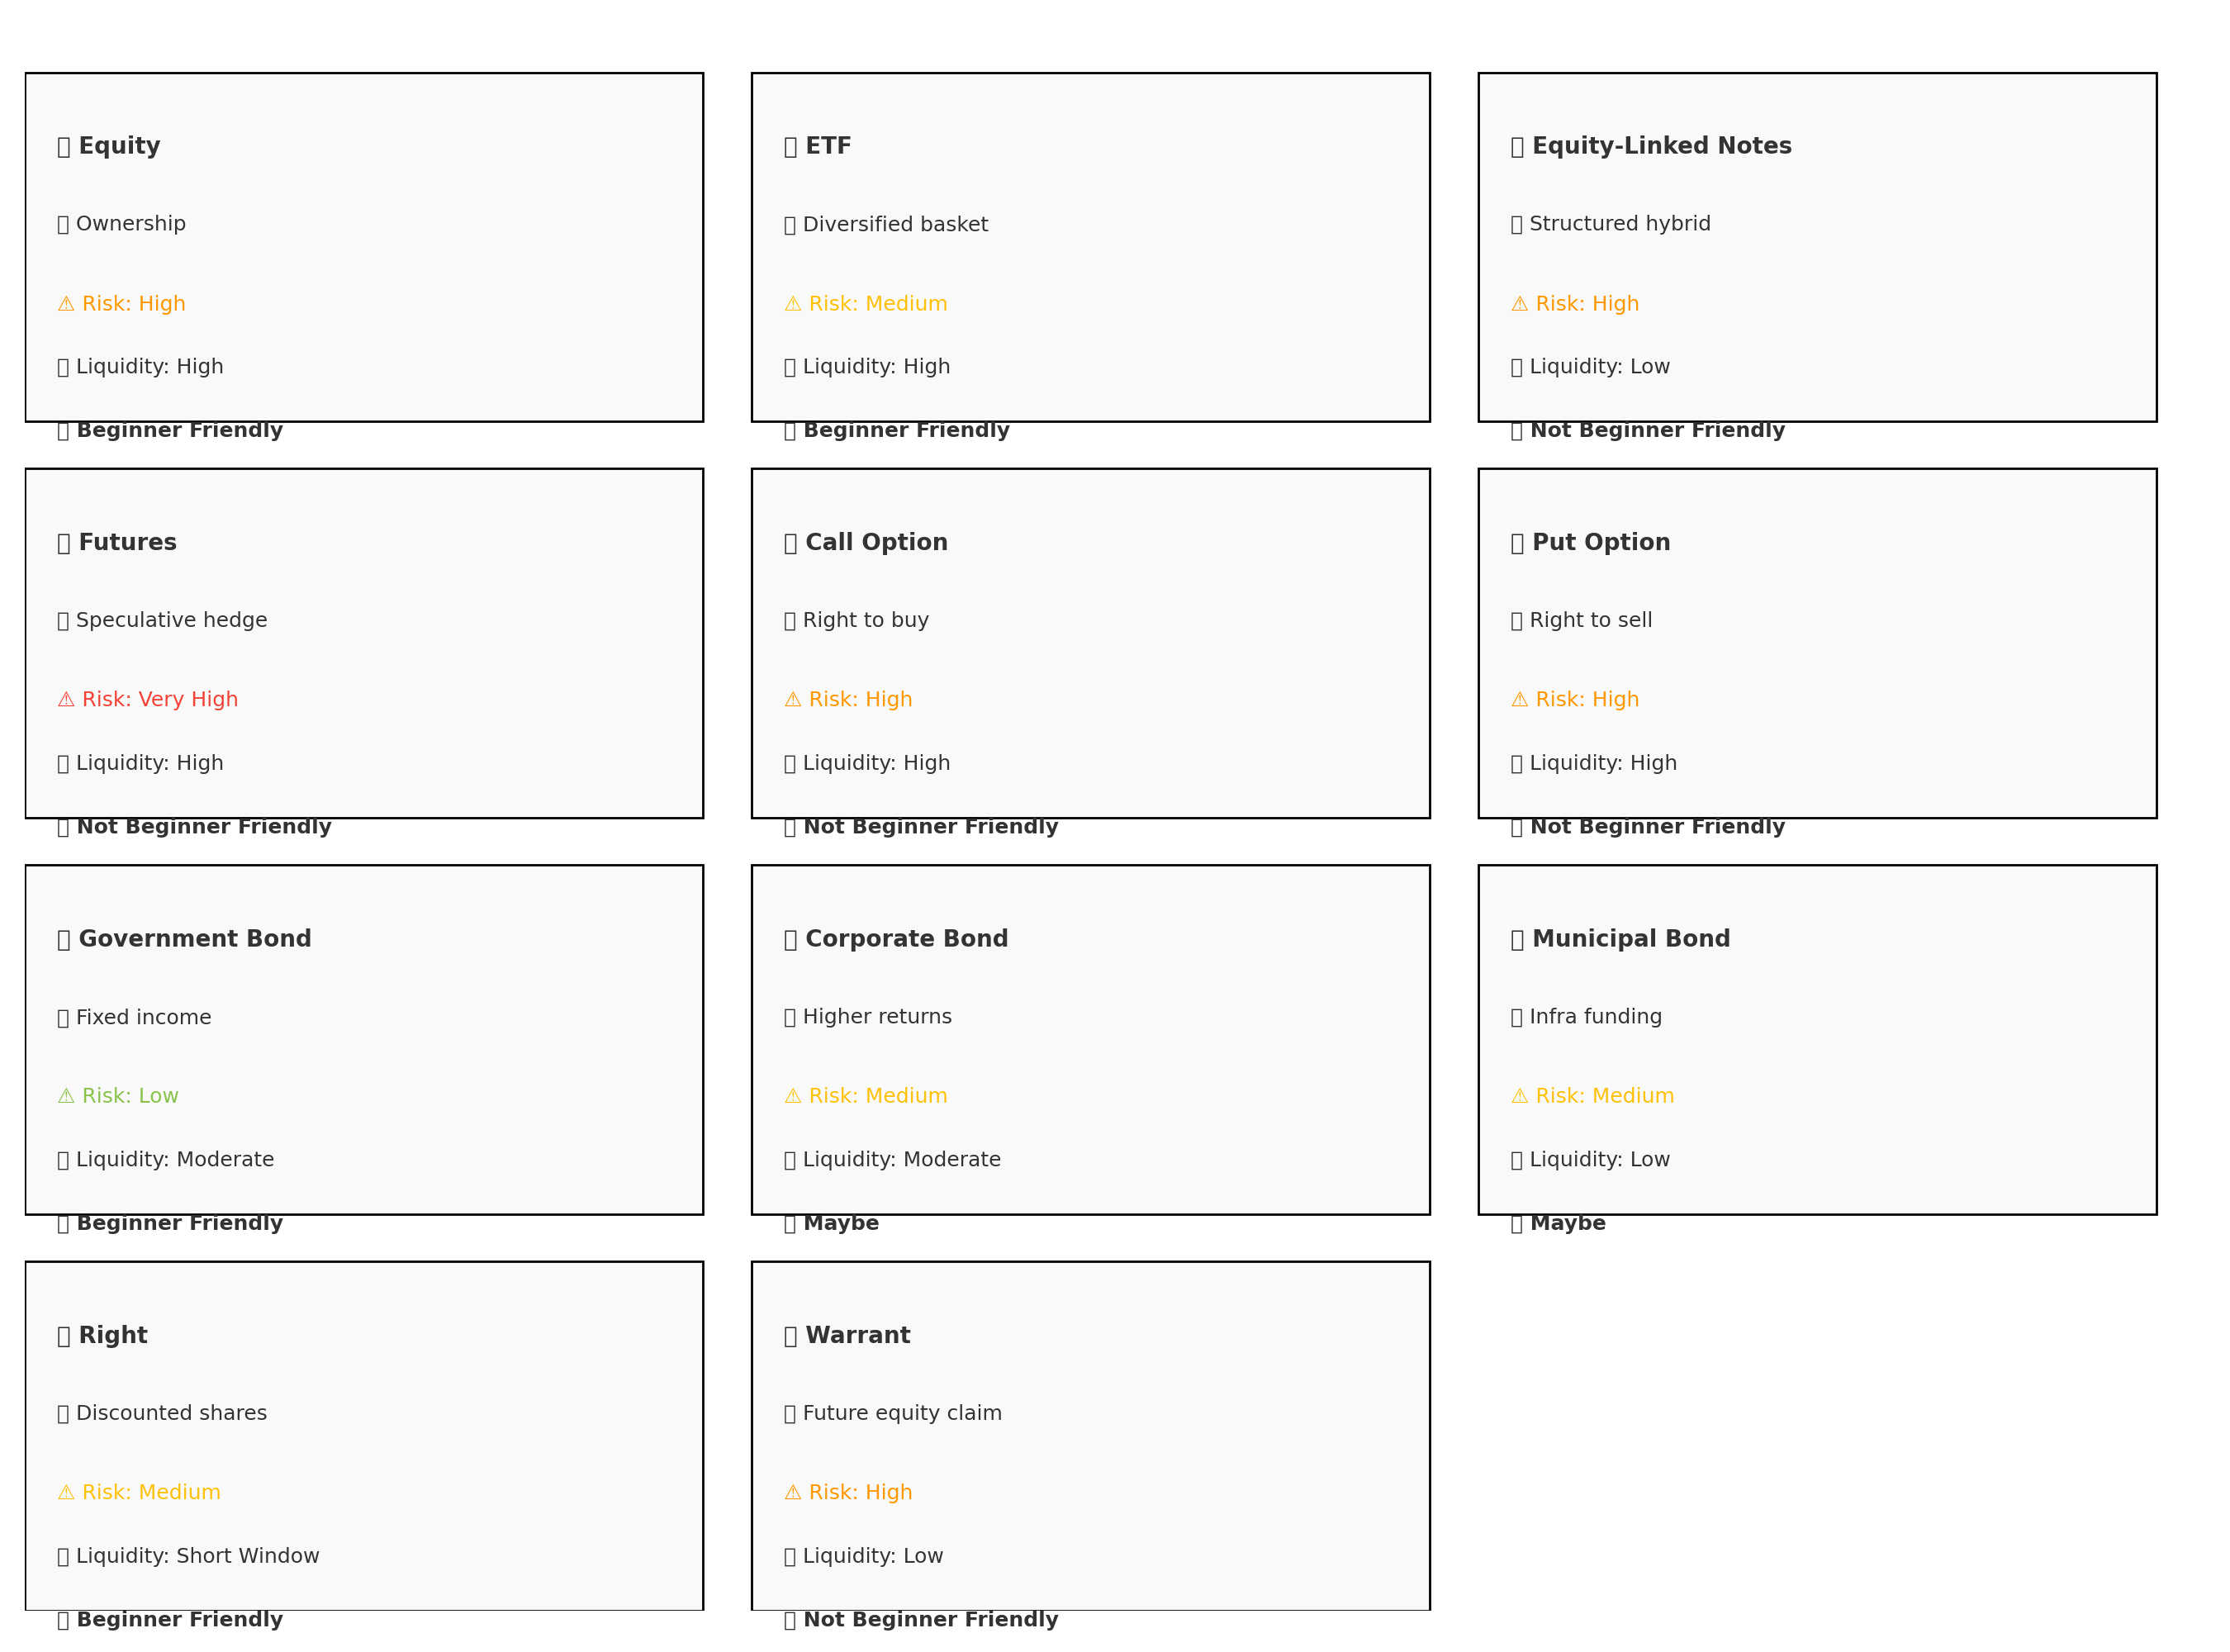 Equity
Ownership
⚠ Risk: High
Liquidity: High
Beginner Friendly
ETF
Diversified basket
⚠ Risk: Medium
Liquidity: High
Beginner Friendly
Equity-Linked Notes
Structured hybrid
⚠ Risk: High
Liquidity: Low
Not Beginner Friendly
Futures
Speculative hedge
⚠ Risk: Very High
Liquidity: High
Not Beginner Friendly
Call Option
Right to buy
⚠ Risk: High
Liquidity: High
Not Beginner Friendly
Put Option
Right to sell
⚠ Risk: High
Liquidity: High
Not Beginner Friendly
Government Bond
Fixed income
⚠ Risk: Low
Liquidity: Moderate
Beginner Friendly
Corporate Bond
Higher returns
⚠ Risk: Medium
Liquidity: Moderate
Maybe
Municipal Bond
Infra funding
⚠ Risk: Medium
Liquidity: Low
Maybe
Right
Discounted shares
⚠ Risk: Medium
Liquidity: Short Window
Beginner Friendly
Warrant
Future equity claim
⚠ Risk: High
Liquidity: Low
Not Beginner Friendly